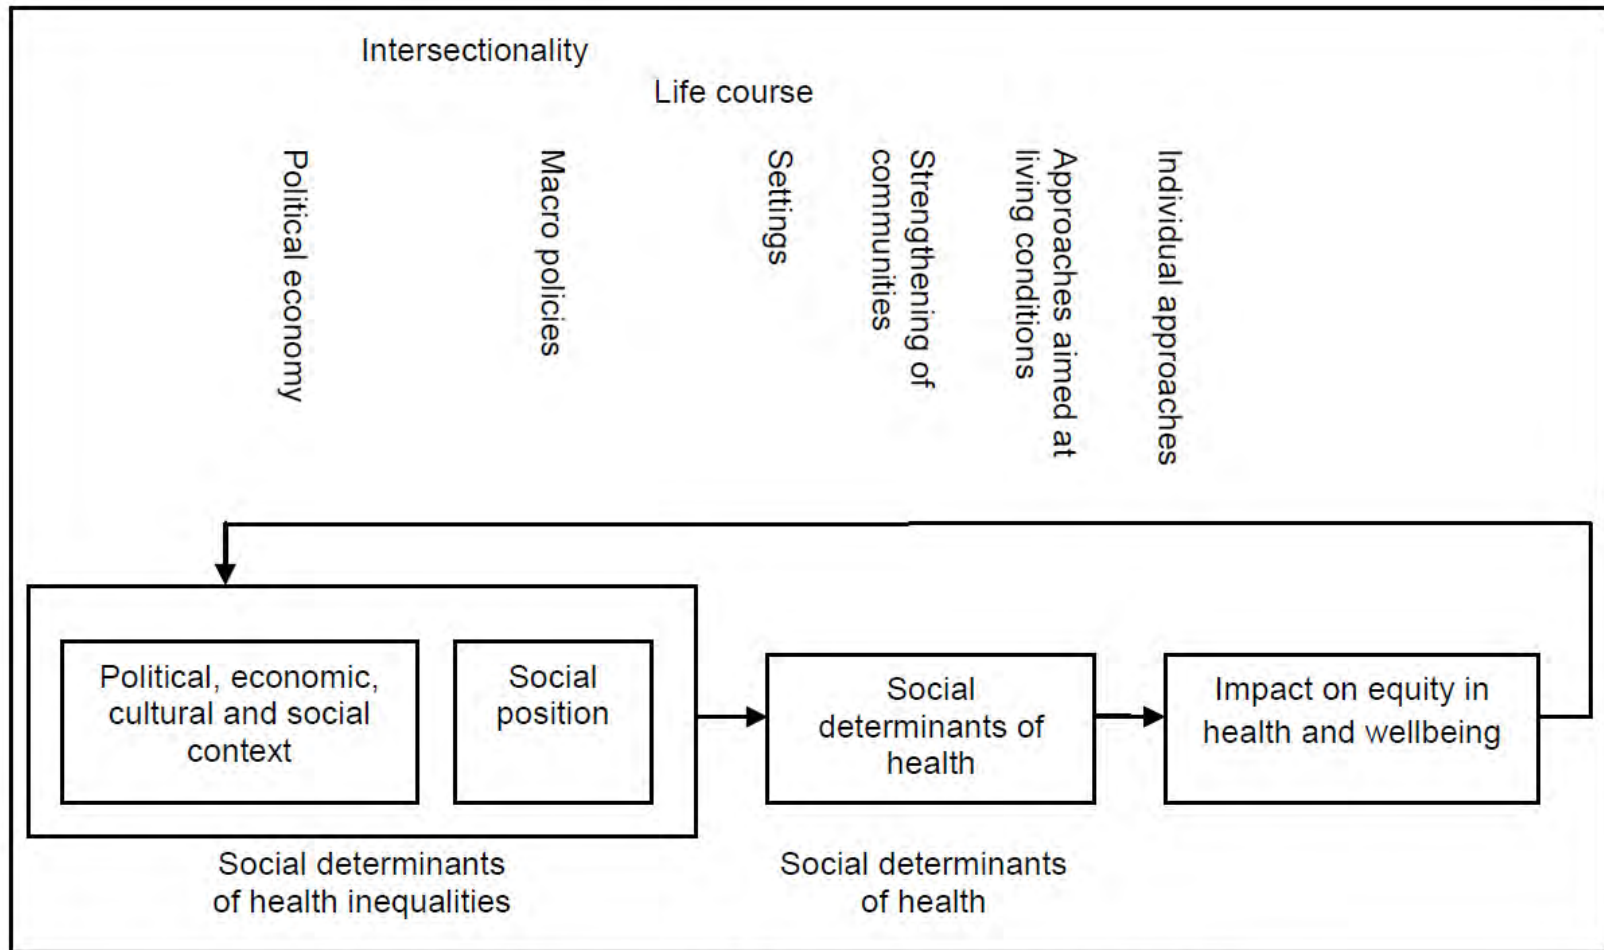 Intersectionality
Life course
Political economy
Macro policies
Settings
Strengthening of
communities
Approaches aimed at
living conditions
Individual approaches
Political, economic,
cultural and social
context
Social
position
Social
determinants of
health
Impact on equity in
health and wellbeing
Social determinants
of health inequalities
Social determinants
of health